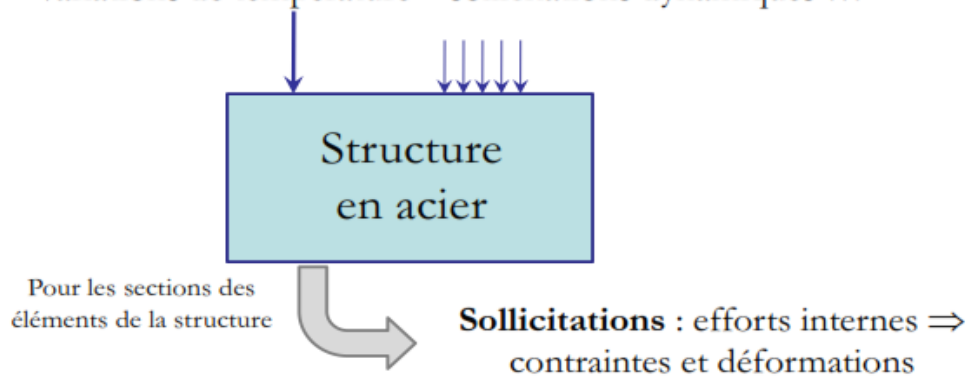 Structure
en acier
Pour les sections des
éléments de la structure
Sollicitations : efforts internes ⇒
contraintes et déformations